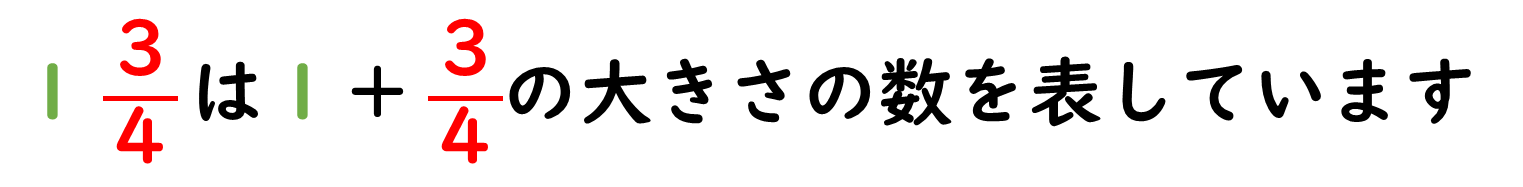 1 3/4 は 1 + 3/4 の大きさの数を表しています